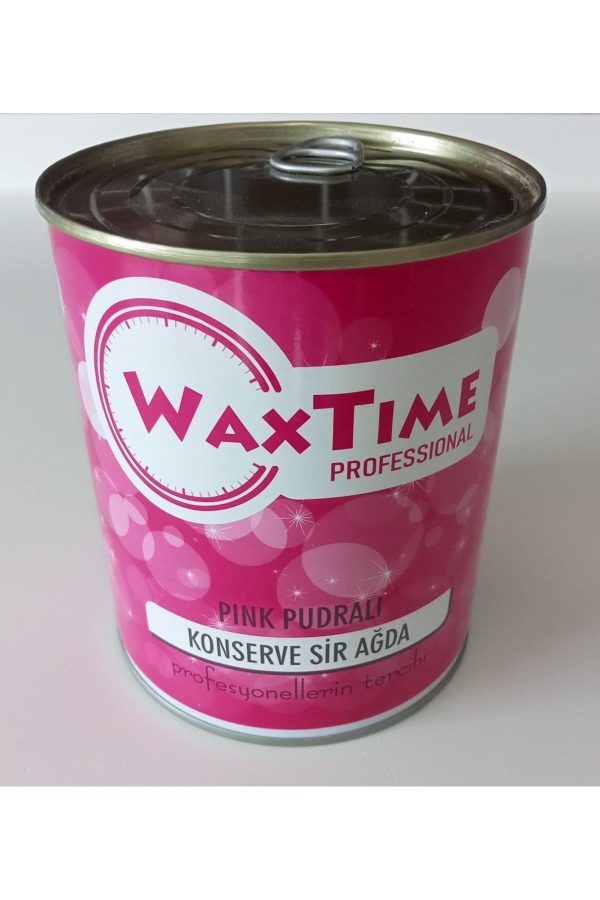 WAXTIME
PROFESSIONAL
PINK PUDRALI
KONSERVE SİR AĞDA
profesyonellerin tercihi